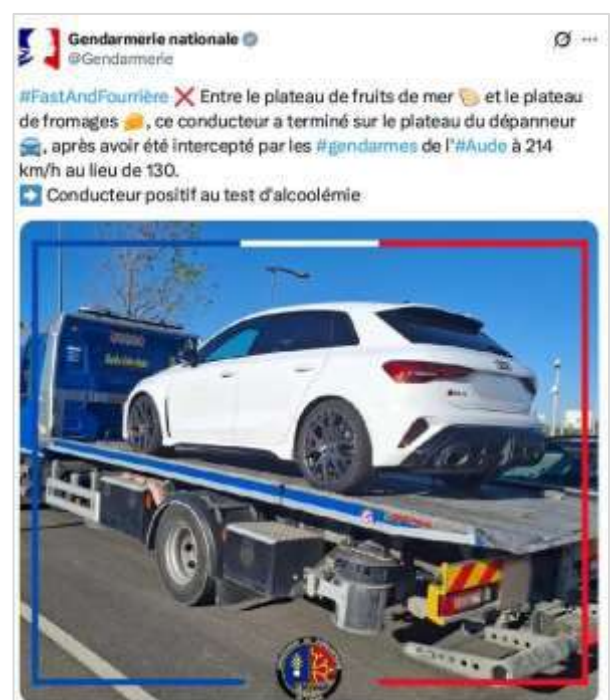 Gendarmerie nationale
@Gendarmerie
#FastAndFourrière ❌ Entre le plateau de fruits de mer 🐚 et le plateau
de fromages 🧀, ce conducteur a terminé sur le plateau du dépanneur
🚘, après avoir été intercepté par les #gendarmes de l'#Aude à 214
km/h au lieu de 130.
➡️ Conducteur positif au test d'alcoolémie